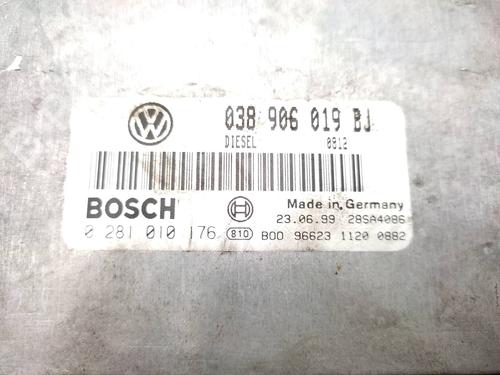 038 906 019 BJ
DIESEL 0812
BOSCH
Made in Germany
23.06.99 28SA4086
0 281 010 176 810 B00 96623 1120 0882